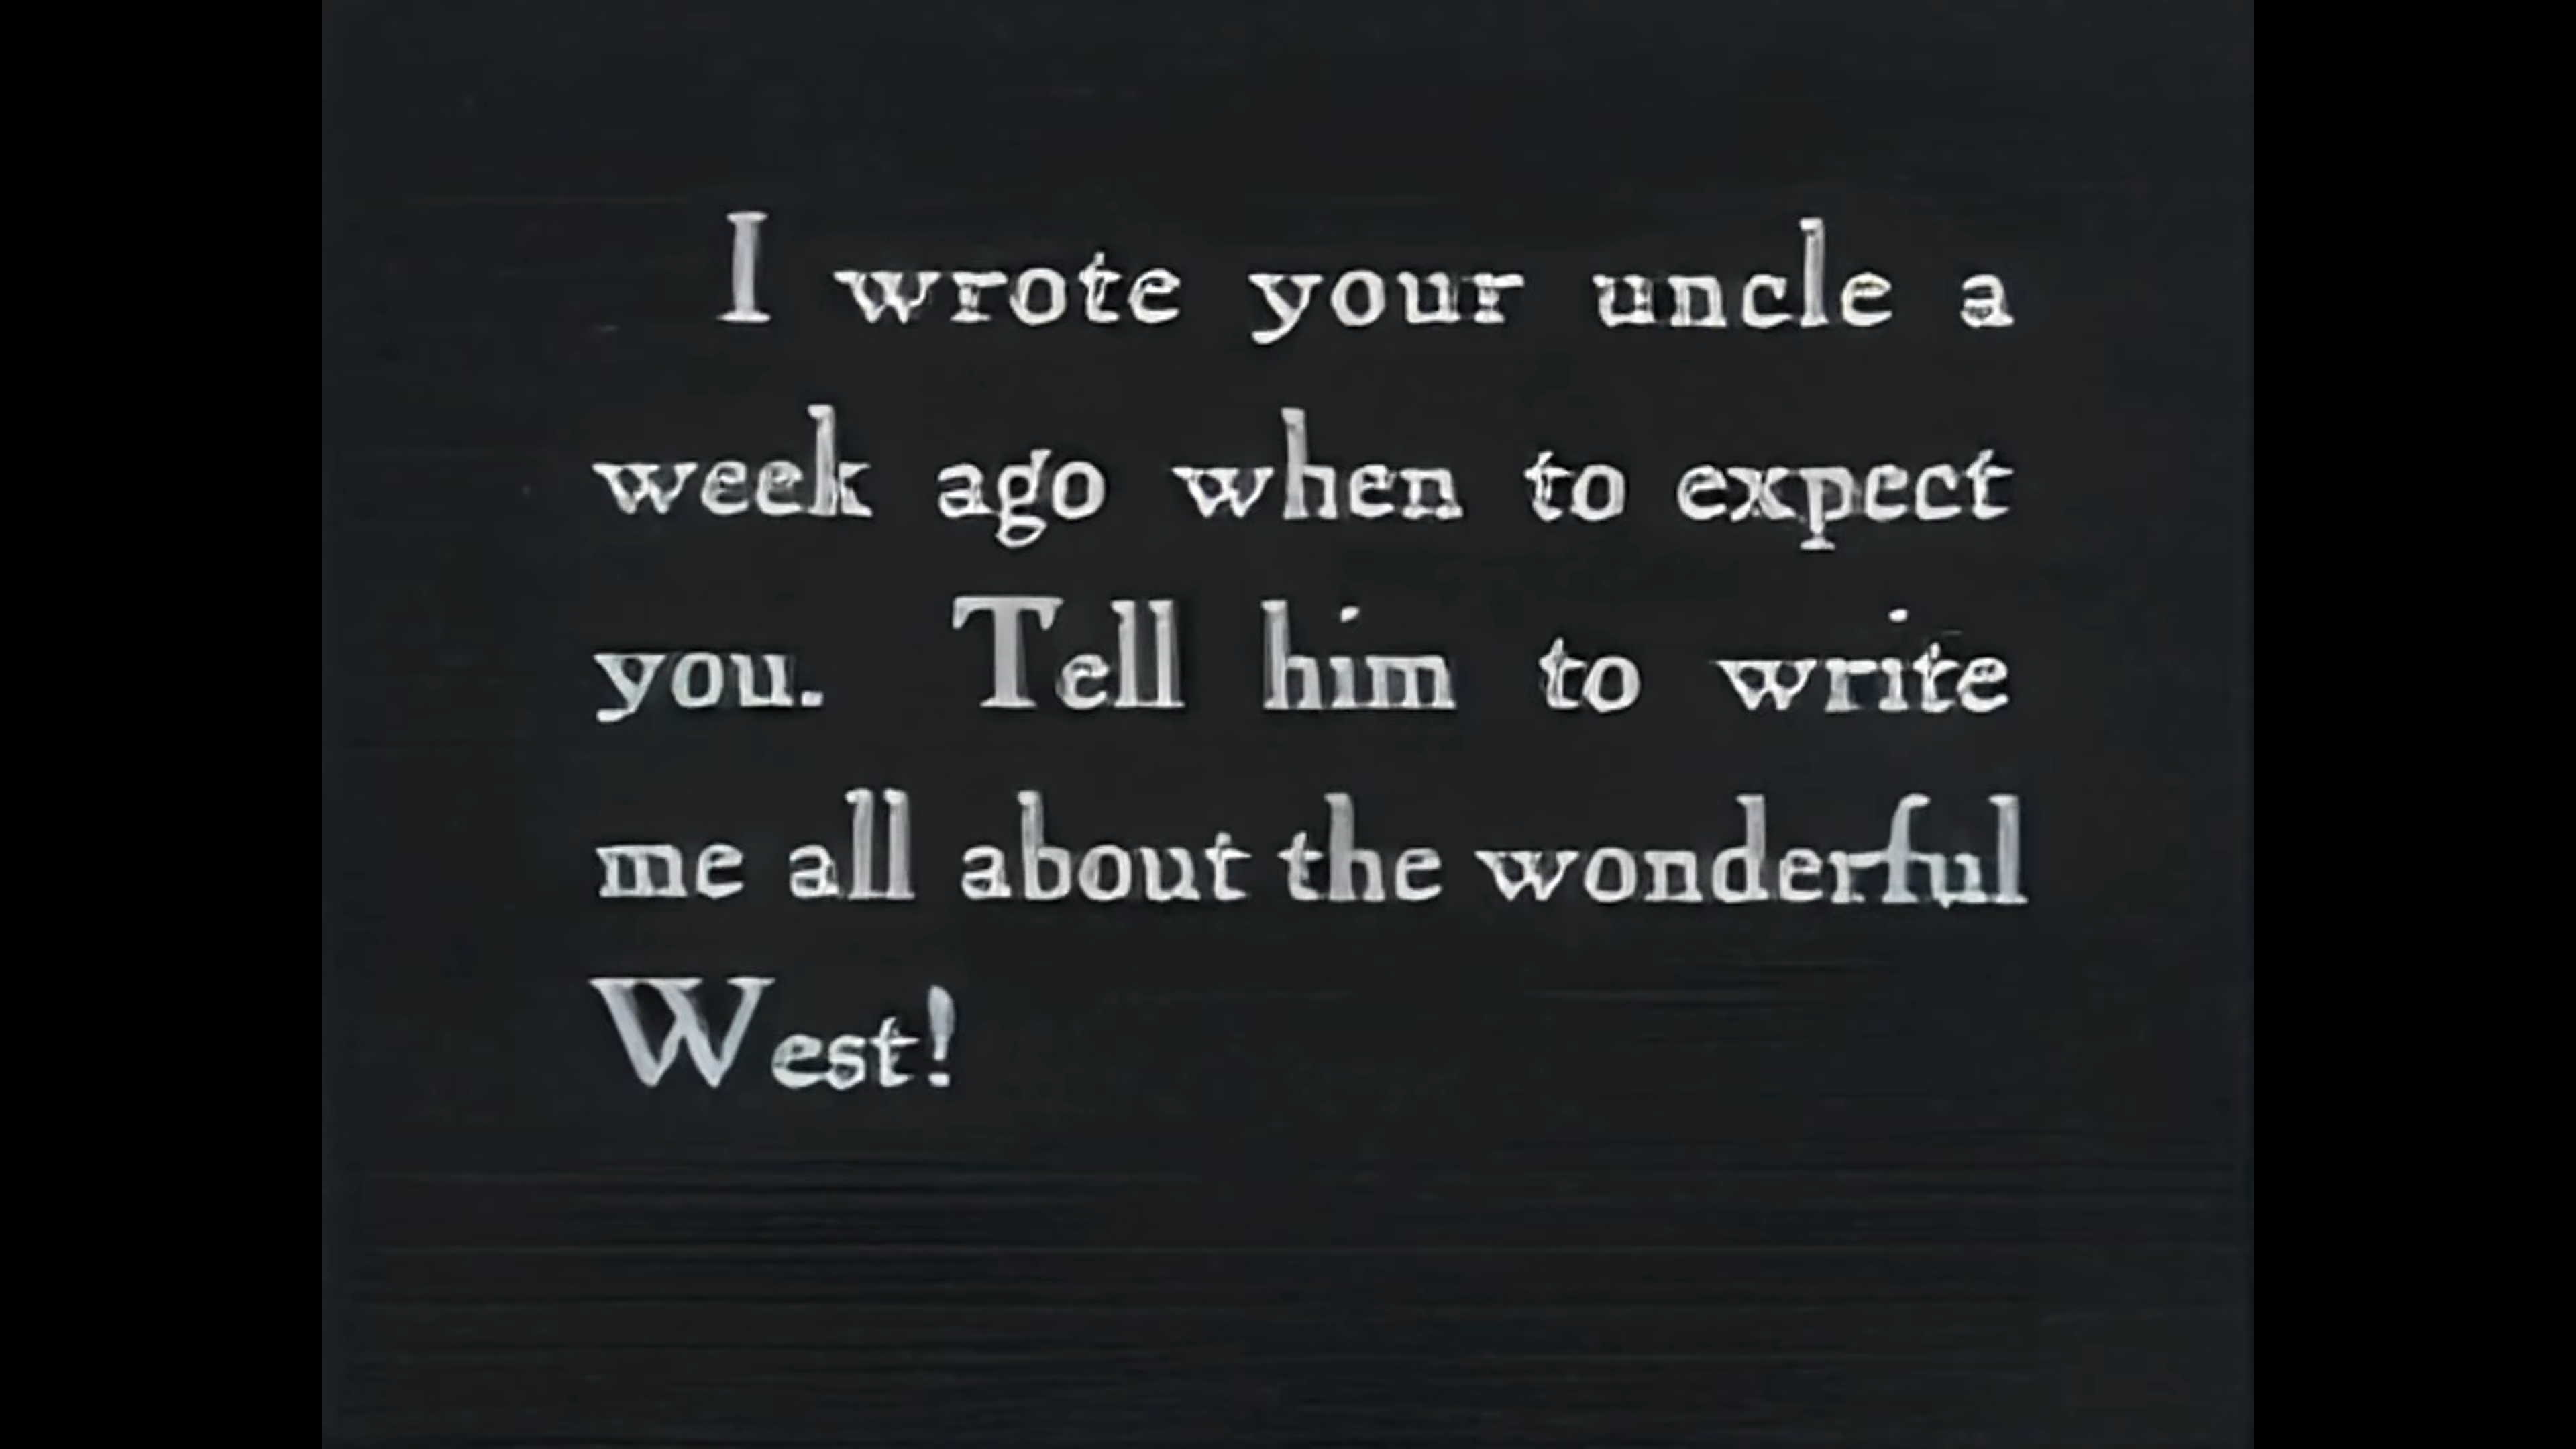 I wrote your uncle a
week ago when to expect
you. Tell him to write
me all about the wonderful
West!